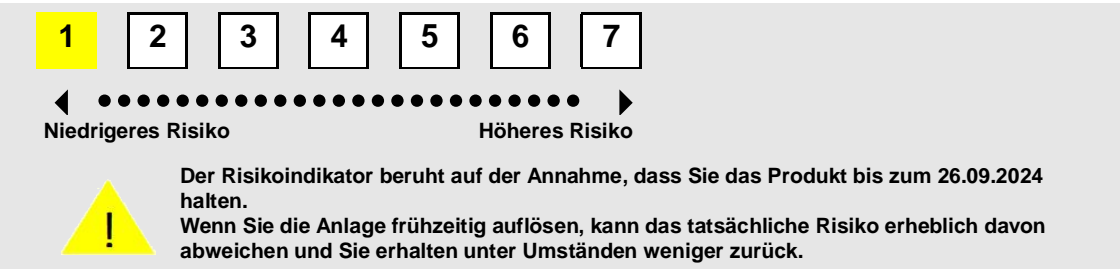 1 2 3 4 5 6 7
Niedrigeres Risiko Höheres Risiko
Der Risikoindikator beruht auf der Annahme, dass Sie das Produkt bis zum 26.09.2024
halten.
Wenn Sie die Anlage frühzeitig auflösen, kann das tatsächliche Risiko erheblich davon
abweichen und Sie erhalten unter Umständen weniger zurück.
!